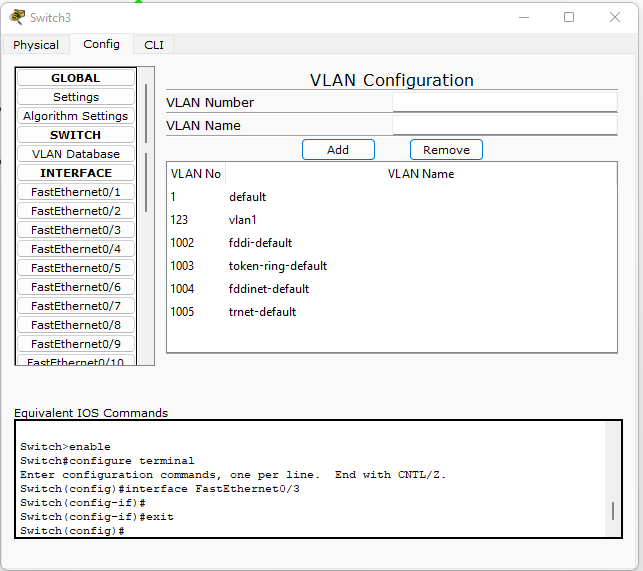 Switch3
Physical Config CLI
GLOBAL
Settings
Algorithm Settings
SWITCH
VLAN Database
INTERFACE
FastEthernet0/1
FastEthernet0/2
FastEthernet0/3
FastEthernet0/4
FastEthernet0/5
FastEthernet0/6
FastEthernet0/7
FastEthernet0/8
FastEthernet0/9
FastEthernet0/10
VLAN Configuration
VLAN Number
VLAN Name
Add Remove
VLAN No VLAN Name
1 default
123 vlan1
1002 fddi-default
1003 token-ring-default
1004 fddinet-default
1005 trnet-default
Equivalent IOS Commands
Switch>enable
Switch#configure terminal
Enter configuration commands, one per line.  End with CNTL/Z.
Switch(config)#interface FastEthernet0/3
Switch(config-if)#
Switch(config-if)#exit
Switch(config)#